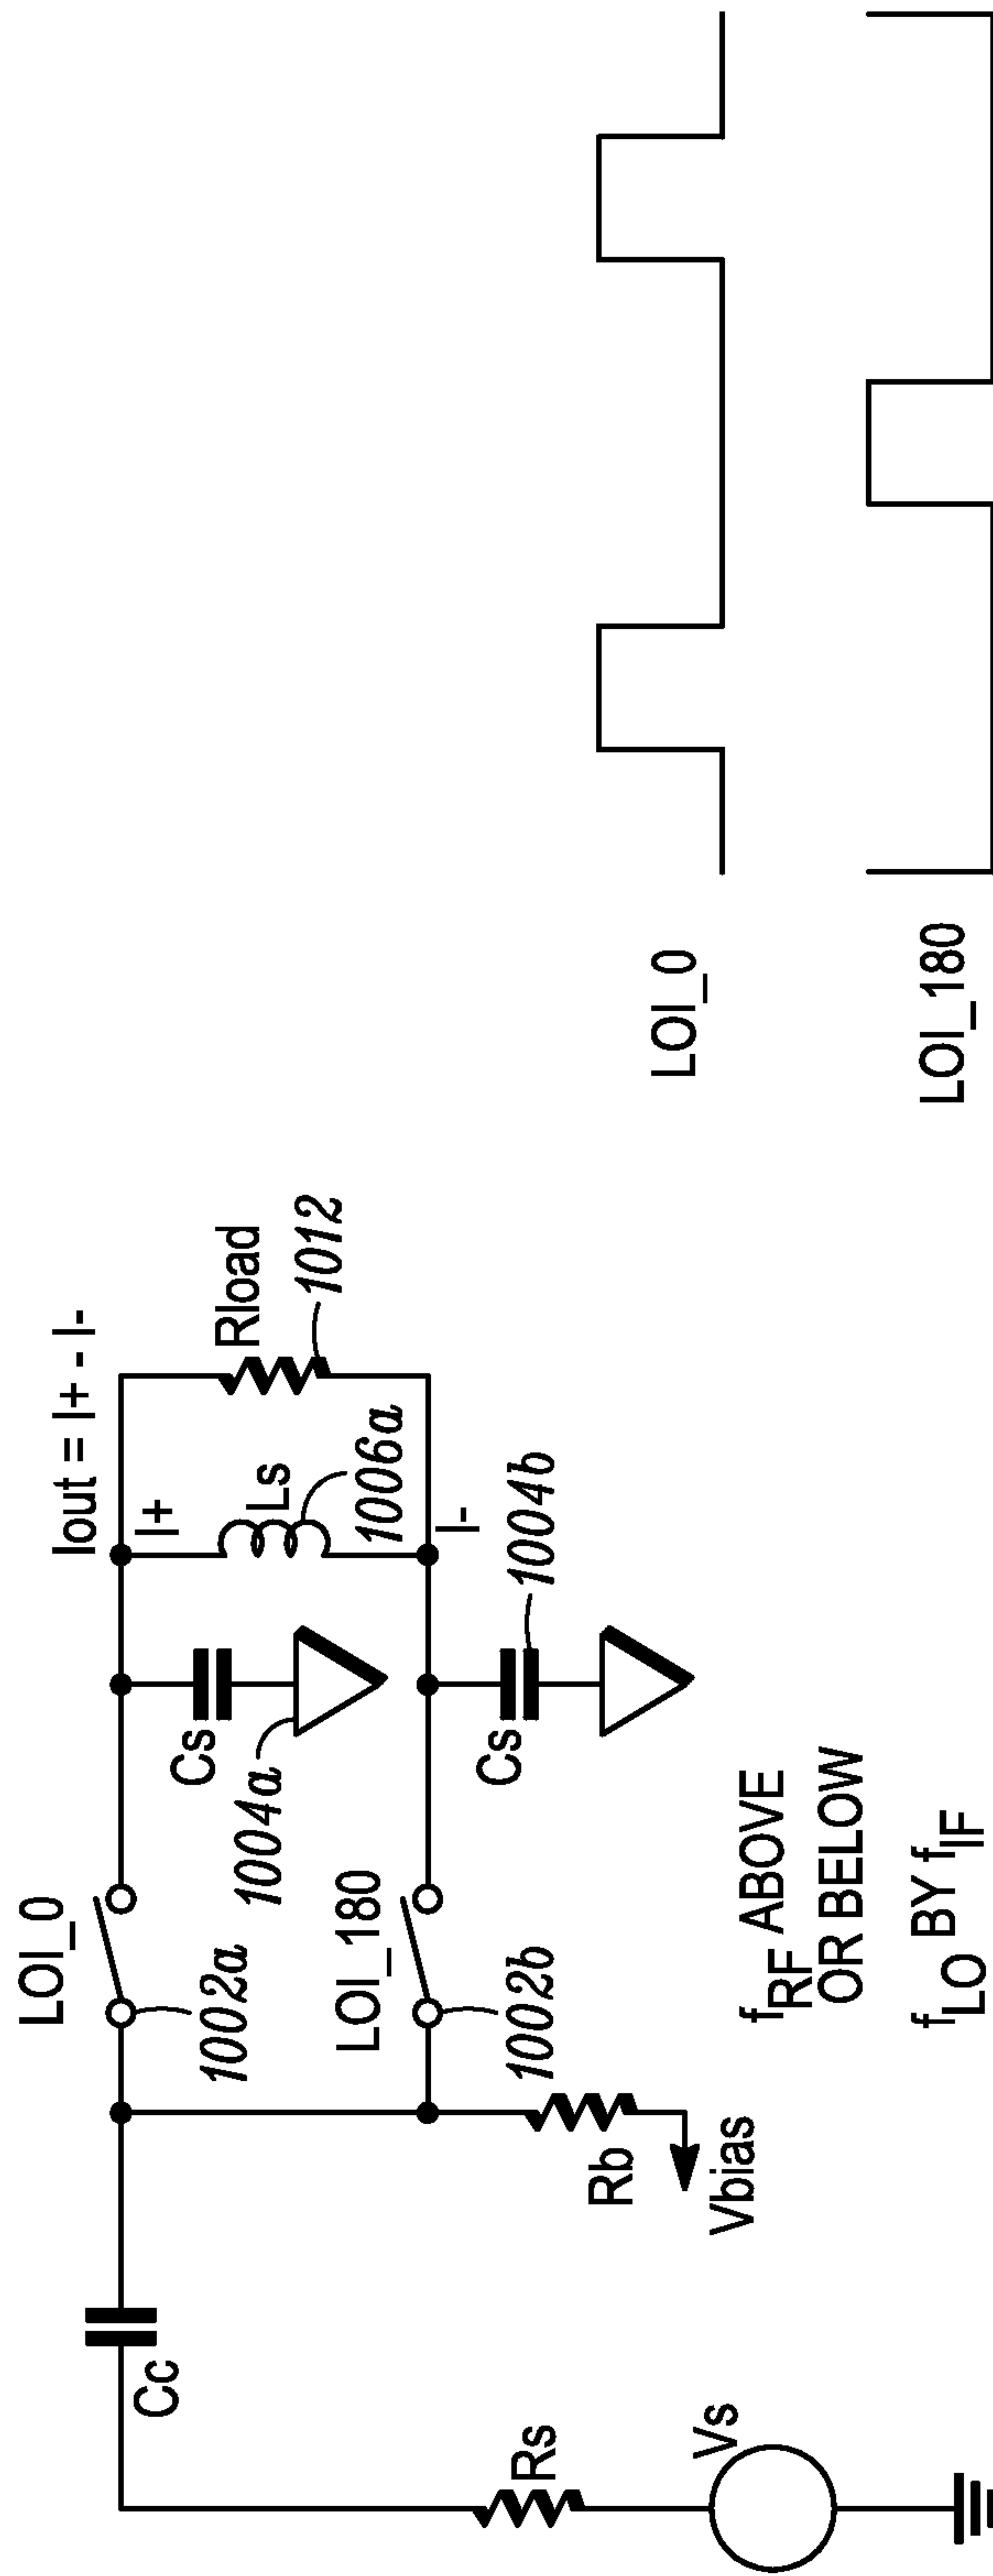 Iout = I+ - I-
LOI_0
I+
Cc
Cs
Ls
Rload
1002a
1004a
1006a
1012
LOI_180
I-
Cs
1004b
1002b
Rs
Rb
Vs
Vbias
fRF ABOVE
OR BELOW
fLO BY fIF
LOI_0
LOI_180